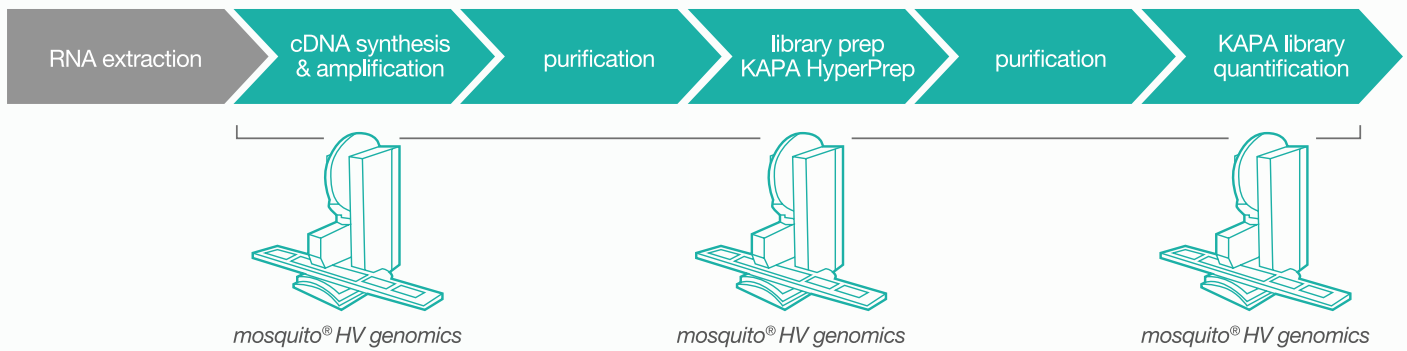 RNA extraction
cDNA synthesis
& amplification
purification
library prep
KAPA HyperPrep
purification
KAPA library
quantification
mosquito® HV genomics
mosquito® HV genomics
mosquito® HV genomics